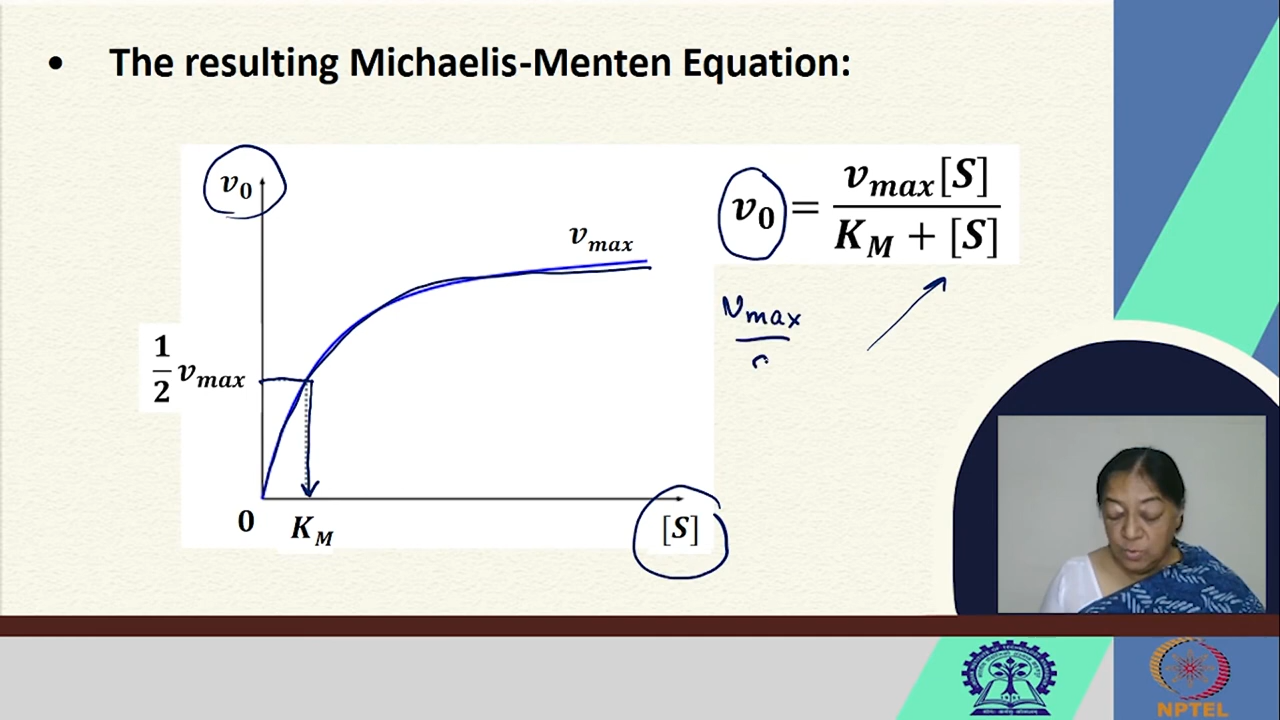 • The resulting Michaelis-Menten Equation:
v₀
v₀ = v_max[S] / (K_M + [S])
v_max
v_max
1/2 v_max
0
K_M
[S]
NPTEL